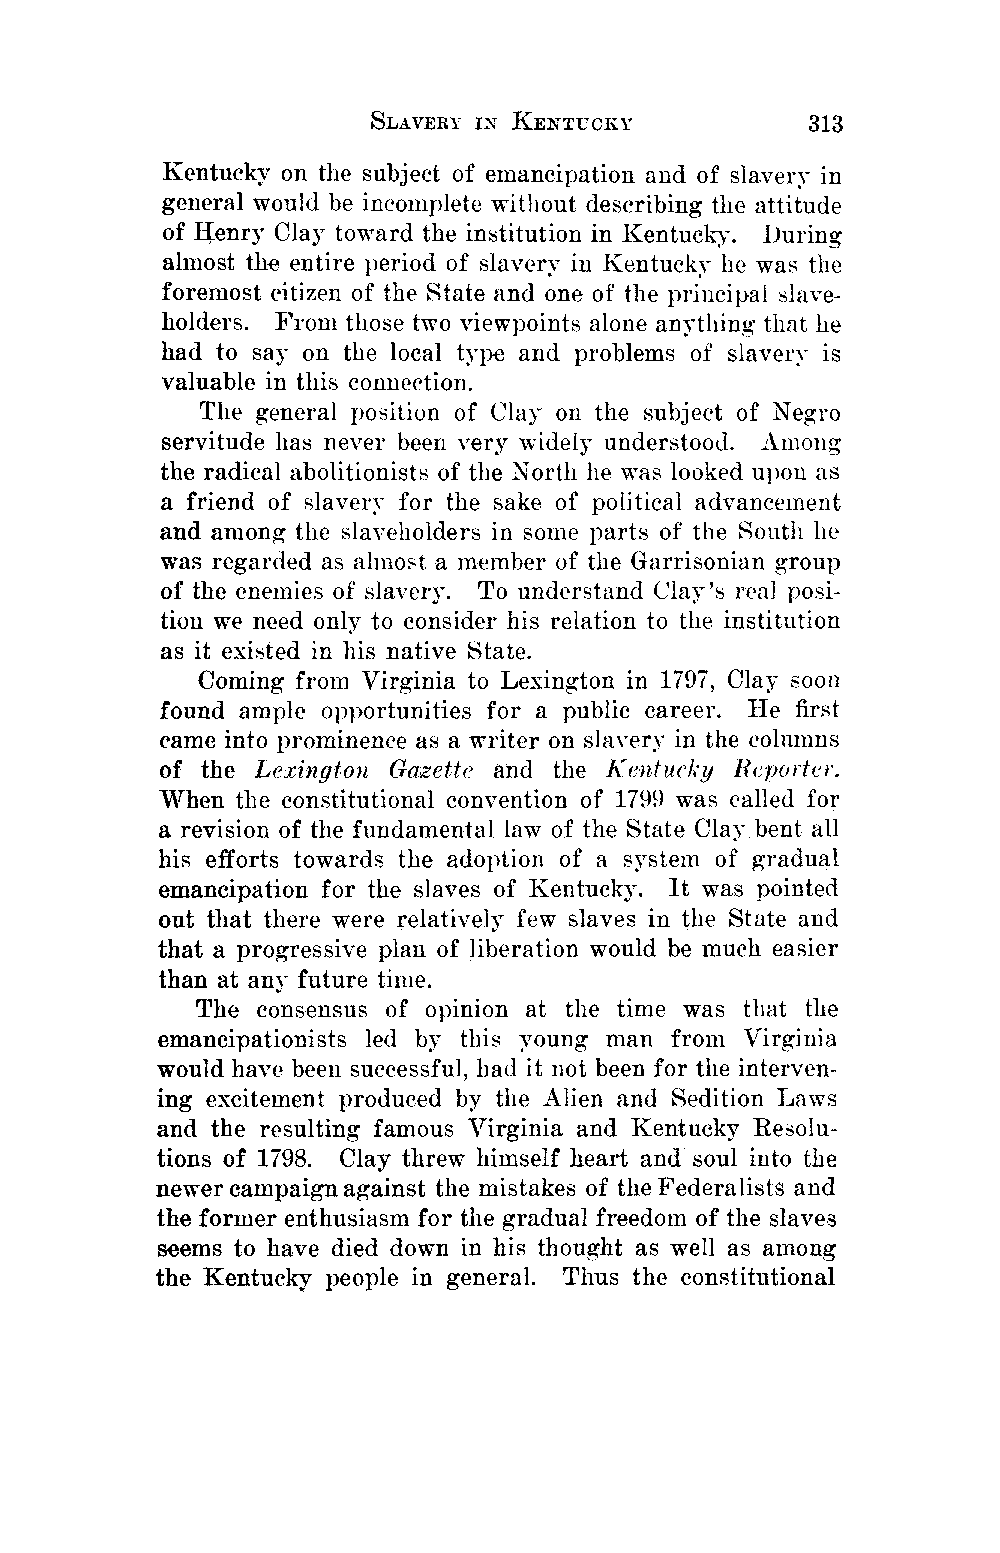 SLAVERY IN KENTUCKY 313
Kentucky on the subject of emancipation and of slavery in
general would be incomplete without describing the attitude
of Henry Clay toward the institution in Kentucky. During
almost the entire period of slavery in Kentucky he was the
foremost citizen of the State and one of the principal slave-
holders. From those two viewpoints alone anything that he
had to say on the local type and problems of slavery is
valuable in this connection.
The general position of Clay on the subject of Negro
servitude has never been very widely understood. Among
the radical abolitionists of the North he was looked upon as
a friend of slavery for the sake of political advancement
and among the slaveholders in some parts of the South he
was regarded as almost a member of the Garrisonian group
of the enemies of slavery. To understand Clay's real posi-
tion we need only to consider his relation to the institution
as it existed in his native State.
Coming from Virginia to Lexington in 1797, Clay soon
found ample opportunities for a public career. He first
came into prominence as a writer on slavery in the columns
of the Lexington Gazette and the Kentucky Reporter.
When the constitutional convention of 1799 was called for
a revision of the fundamental law of the State Clay bent all
his efforts towards the adoption of a system of gradual
emancipation for the slaves of Kentucky. It was pointed
out that there were relatively few slaves in the State and
that a progressive plan of liberation would be much easier
than at any future time.
The consensus of opinion at the time was that the
emancipationists led by this young man from Virginia
would have been successful, had it not been for the interven-
ing excitement produced by the Alien and Sedition Laws
and the resulting famous Virginia and Kentucky Resolu-
tions of 1798. Clay threw himself heart and soul into the
newer campaign against the mistakes of the Federalists and
the former enthusiasm for the gradual freedom of the slaves
seems to have died down in his thought as well as among
the Kentucky people in general. Thus the constitutional